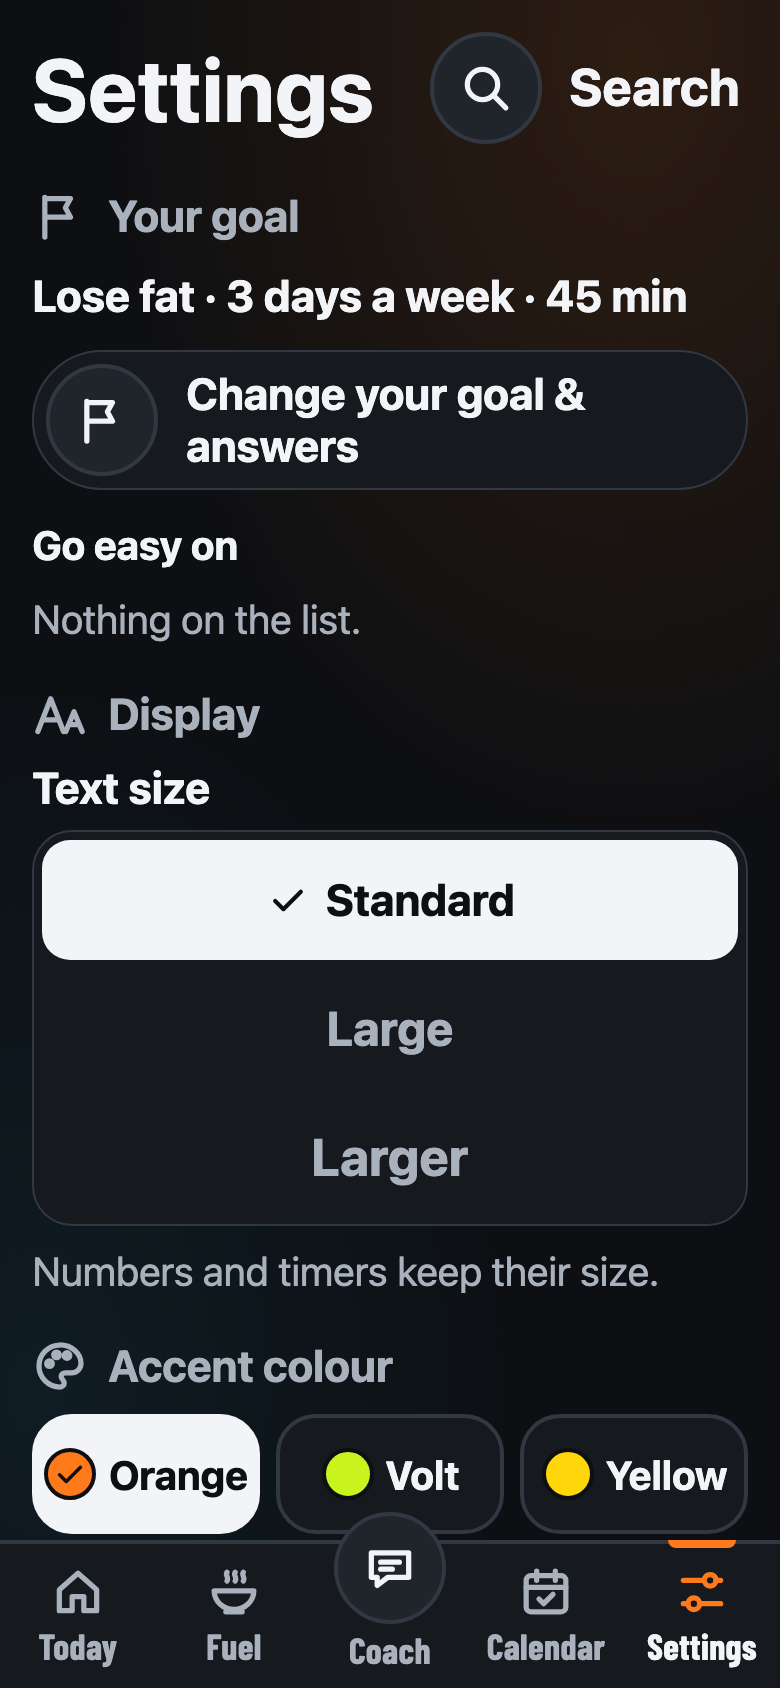 Settings
Search
Your goal
Lose fat · 3 days a week · 45 min
Change your goal &
answers
Go easy on
Nothing on the list.
Display
Text size
Standard
Large
Larger
Numbers and timers keep their size.
Accent colour
Orange
Volt
Yellow
Today
Fuel
Coach
Calendar
Settings